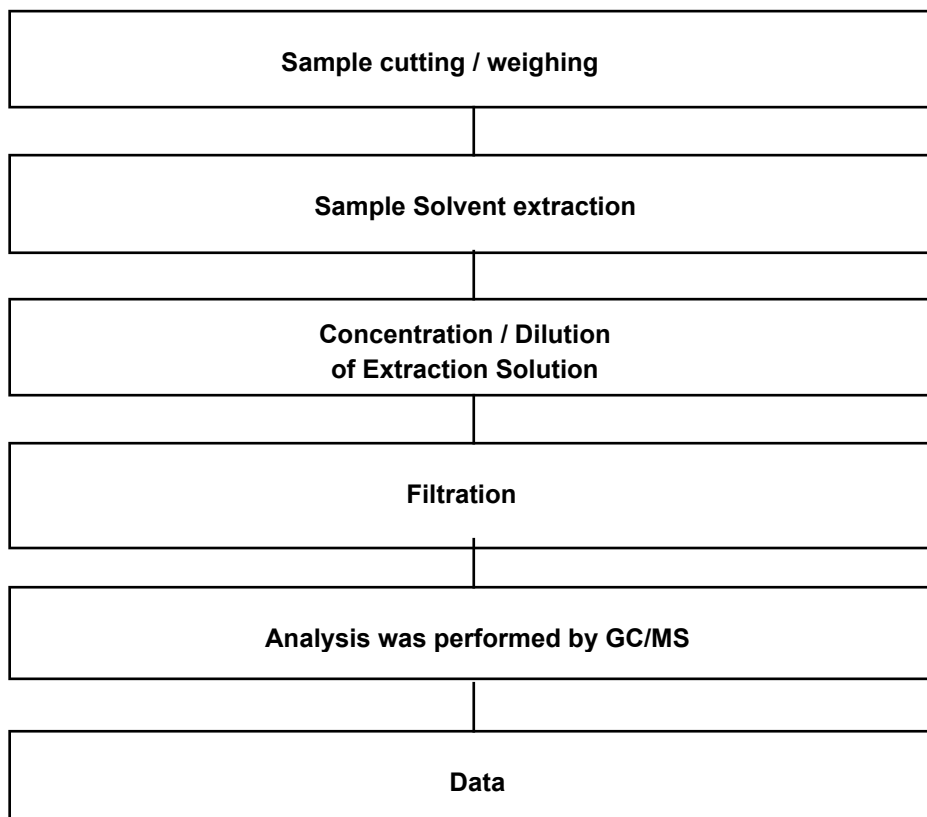 Sample cutting / weighing
Sample Solvent extraction
Concentration / Dilution
of Extraction Solution
Filtration
Analysis was performed by GC/MS
Data